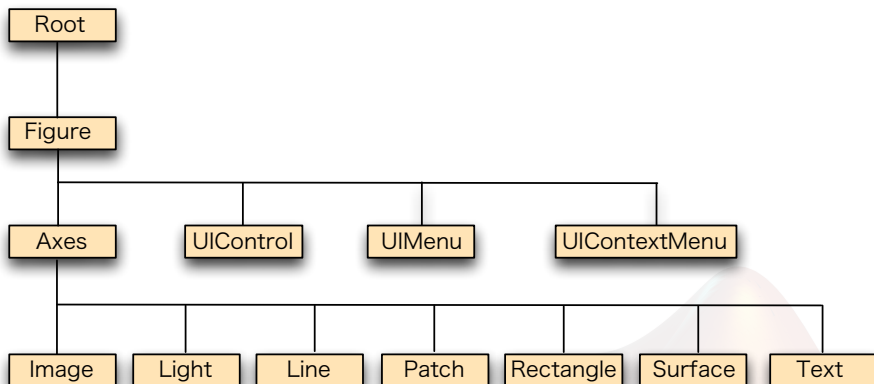 Root
Figure
Axes UIControl UIMenu UIContextMenu
Image Light Line Patch Rectangle Surface Text